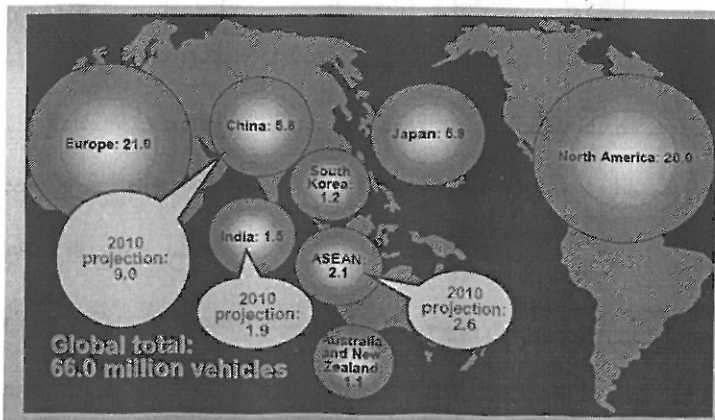 Europe: 21.0
China: 5.8
Japan: 5.9
North America: 20.0
South
Korea:
1.2
2010
projection:
9.0
India: 1.5
ASEAN:
2.1
2010
projection:
1.9
2010
projection:
2.6
Global total:
66.0 million vehicles
Australia
and New
Zealand:
1.1